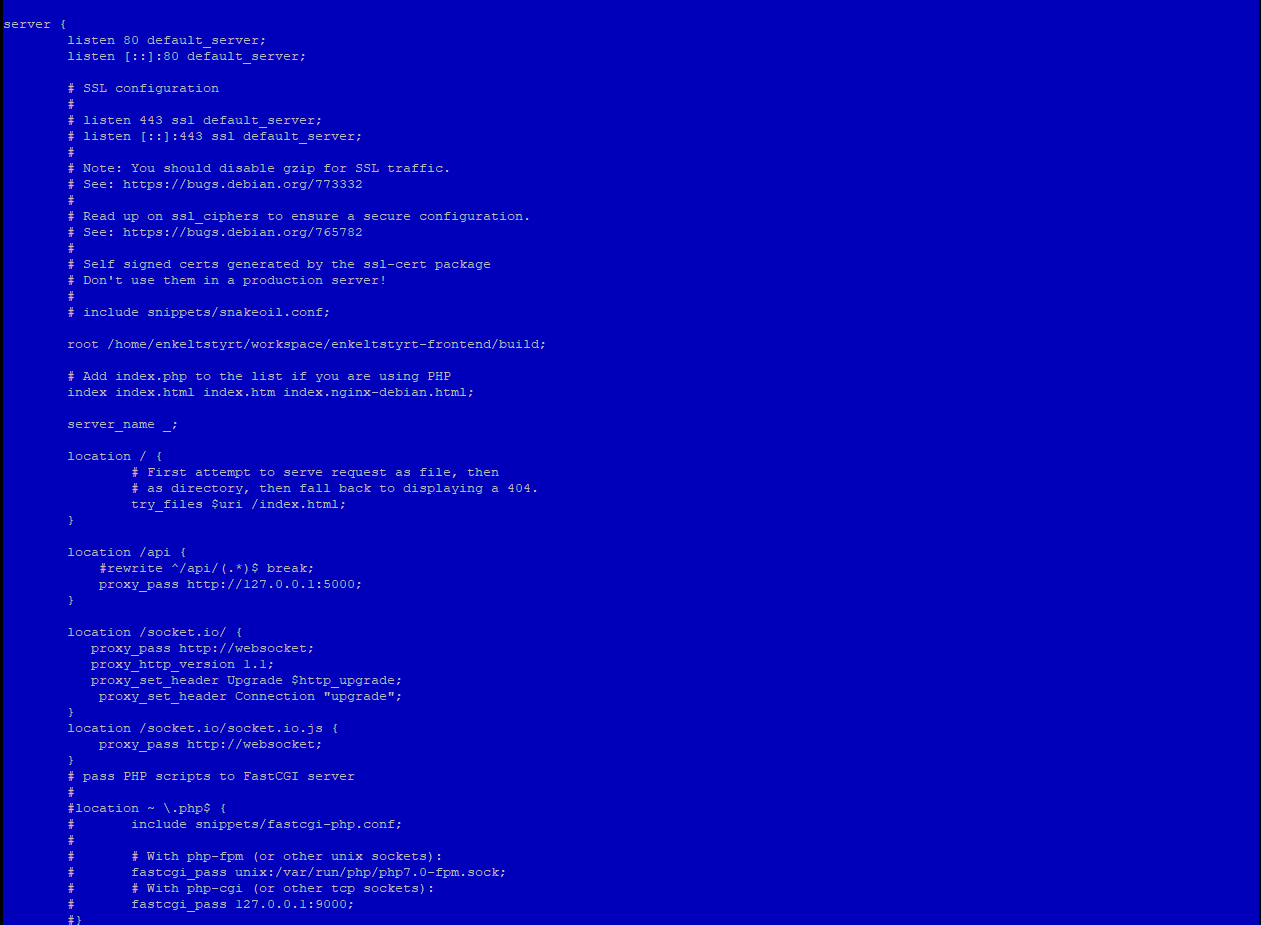 server {
        listen 80 default_server;
        listen [::]:80 default_server;

        # SSL configuration
        #
        # listen 443 ssl default_server;
        # listen [::]:443 ssl default_server;
        #
        # Note: You should disable gzip for SSL traffic.
        # See: https://bugs.debian.org/773332
        #
        # Read up on ssl_ciphers to ensure a secure configuration.
        # See: https://bugs.debian.org/765782
        #
        # Self signed certs generated by the ssl-cert package
        # Don't use them in a production server!
        #
        # include snippets/snakeoil.conf;

        root /home/enkeltstyrt/workspace/enkeltstyrt-frontend/build;

        # Add index.php to the list if you are using PHP
        index index.html index.htm index.nginx-debian.html;

        server_name _;

        location / {
                # First attempt to serve request as file, then
                # as directory, then fall back to displaying a 404.
                try_files $uri /index.html;
        }

        location /api {
            #rewrite ^/api/(.*)$ break;
            proxy_pass http://127.0.0.1:5000;
        }

        location /socket.io/ {
           proxy_pass http://websocket;
           proxy_http_version 1.1;
           proxy_set_header Upgrade $http_upgrade;
            proxy_set_header Connection "upgrade";
        }
        location /socket.io/socket.io.js {
            proxy_pass http://websocket;
        }
        # pass PHP scripts to FastCGI server
        #
        #location ~ \.php$ {
        #       include snippets/fastcgi-php.conf;
        #
        #       # With php-fpm (or other unix sockets):
        #       fastcgi_pass unix:/var/run/php/php7.0-fpm.sock;
        #       # With php-cgi (or other tcp sockets):
        #       fastcgi_pass 127.0.0.1:9000;
        #}